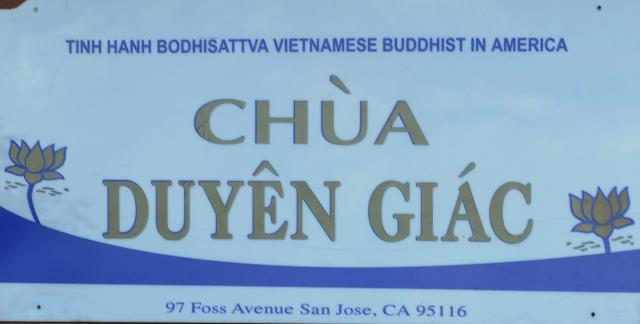 TINH HANH BODHISATTVA VIETNAMESE BUDDHIST IN AMERICA
CHÙA
DUYÊN GIÁC
97 Foss Avenue San Jose, CA 95116